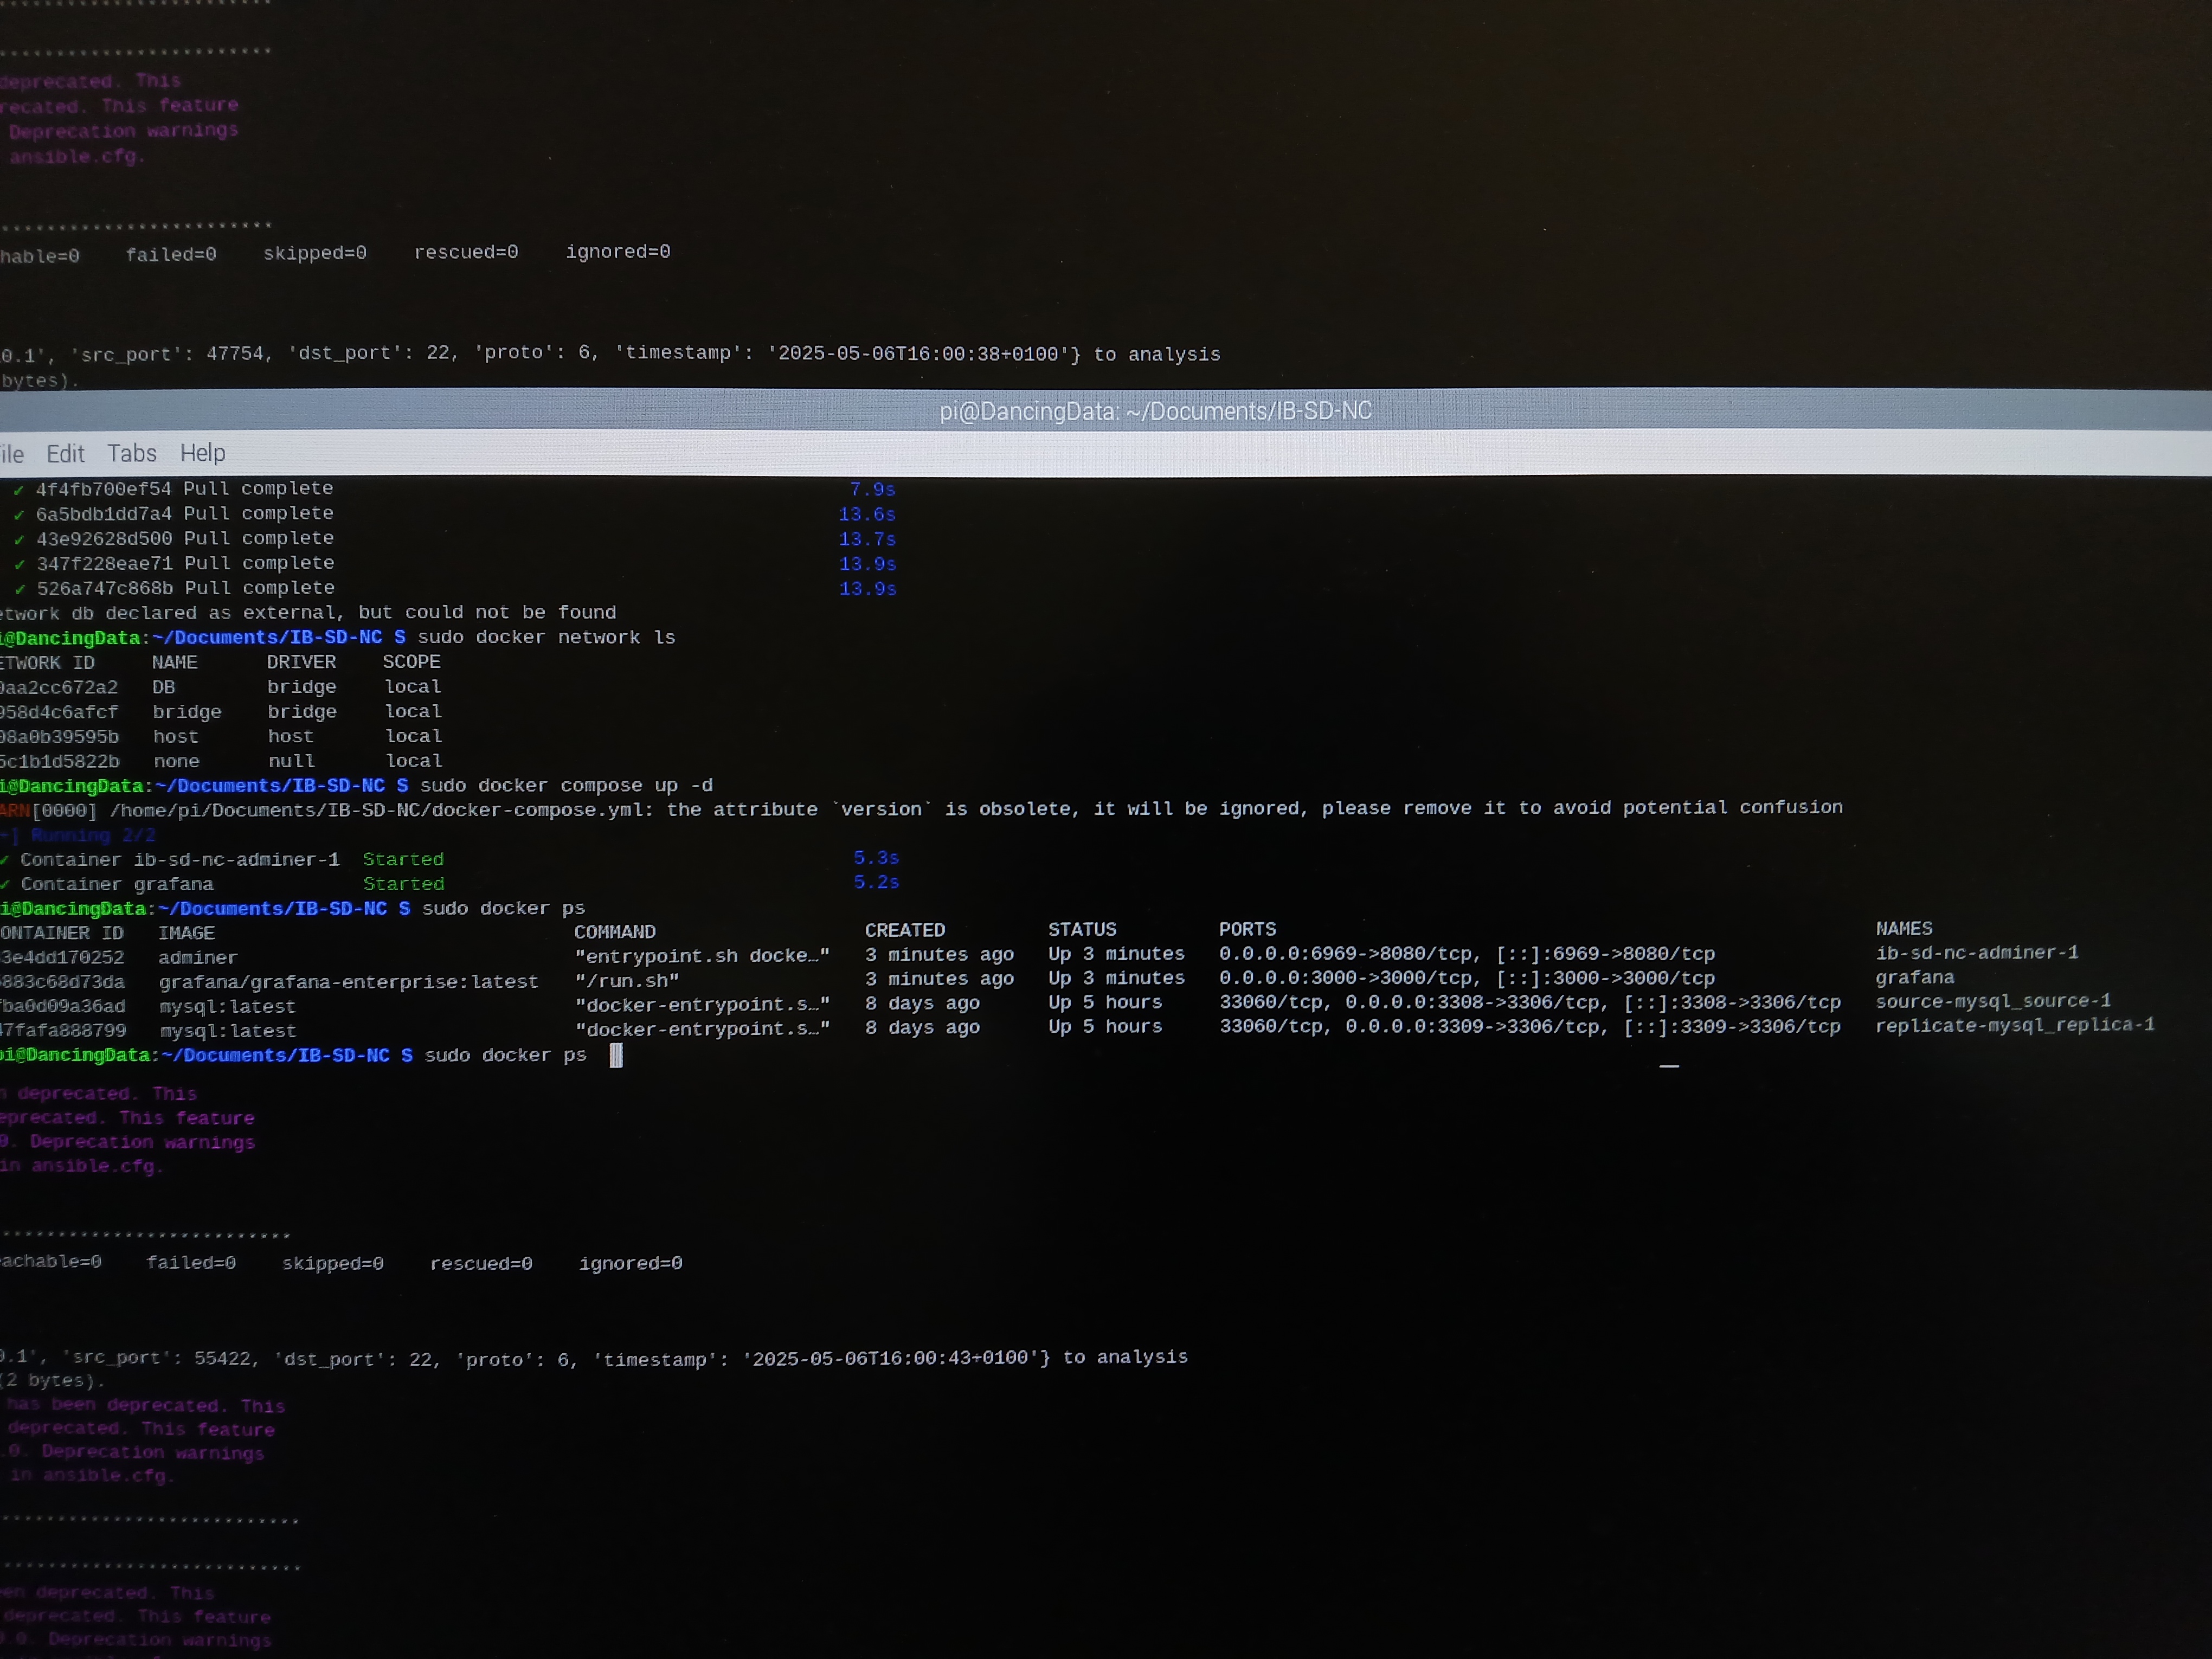 deprecated. This
recated. This feature
Deprecation warnings
ansible.cfg.
hable=0 failed=0 skipped=0 rescued=0 ignored=0
0.1', 'src_port': 47754, 'dst_port': 22, 'proto': 6, 'timestamp': '2025-05-06T16:00:38+0100'} to analysis
bytes).
pi@DancingData: ~/Documents/IB-SD-NC
ile Edit Tabs Help
✓ 4f4fb700ef54 Pull complete 7.9s
✓ 6a5bdb1dd7a4 Pull complete 13.6s
✓ 43e92628d500 Pull complete 13.7s
✓ 347f228eae71 Pull complete 13.9s
✓ 526a747c868b Pull complete 13.9s
etwork db declared as external, but could not be found
i@DancingData:~/Documents/IB-SD-NC $ sudo docker network ls
ETWORK ID NAME DRIVER SCOPE
0aa2cc672a2 DB bridge local
958d4c6afcf bridge bridge local
08a0b39595b host host local
5c1b1d5822b none null local
i@DancingData:~/Documents/IB-SD-NC $ sudo docker compose up -d
ARN[0000] /home/pi/Documents/IB-SD-NC/docker-compose.yml: the attribute `version` is obsolete, it will be ignored, please remove it to avoid potential confusion
+] Running 2/2
✓ Container ib-sd-nc-adminer-1 Started 5.3s
✓ Container grafana Started 5.2s
i@DancingData:~/Documents/IB-SD-NC $ sudo docker ps
ONTAINER ID IMAGE COMMAND CREATED STATUS PORTS NAMES
3e4dd170252 adminer "entrypoint.sh docke…" 3 minutes ago Up 3 minutes 0.0.0.0:6969->8080/tcp, [::]:6969->8080/tcp ib-sd-nc-adminer-1
883c68d73da grafana/grafana-enterprise:latest "/run.sh" 3 minutes ago Up 3 minutes 0.0.0.0:3000->3000/tcp, [::]:3000->3000/tcp grafana
fba0d09a36ad mysql:latest "docker-entrypoint.s…" 8 days ago Up 5 hours 33060/tcp, 0.0.0.0:3308->3306/tcp, [::]:3308->3306/tcp source-mysql_source-1
47fafa888799 mysql:latest "docker-entrypoint.s…" 8 days ago Up 5 hours 33060/tcp, 0.0.0.0:3309->3306/tcp, [::]:3309->3306/tcp replicate-mysql_replica-1
pi@DancingData:~/Documents/IB-SD-NC $ sudo docker ps
n deprecated. This
eprecated. This feature
0. Deprecation warnings
in ansible.cfg.
eachable=0 failed=0 skipped=0 rescued=0 ignored=0
0.1', 'src_port': 55422, 'dst_port': 22, 'proto': 6, 'timestamp': '2025-05-06T16:00:43+0100'} to analysis
(2 bytes).
has been deprecated. This
deprecated. This feature
.0. Deprecation warnings
in ansible.cfg.
en deprecated. This
deprecated. This feature
0.0. Deprecation warnings